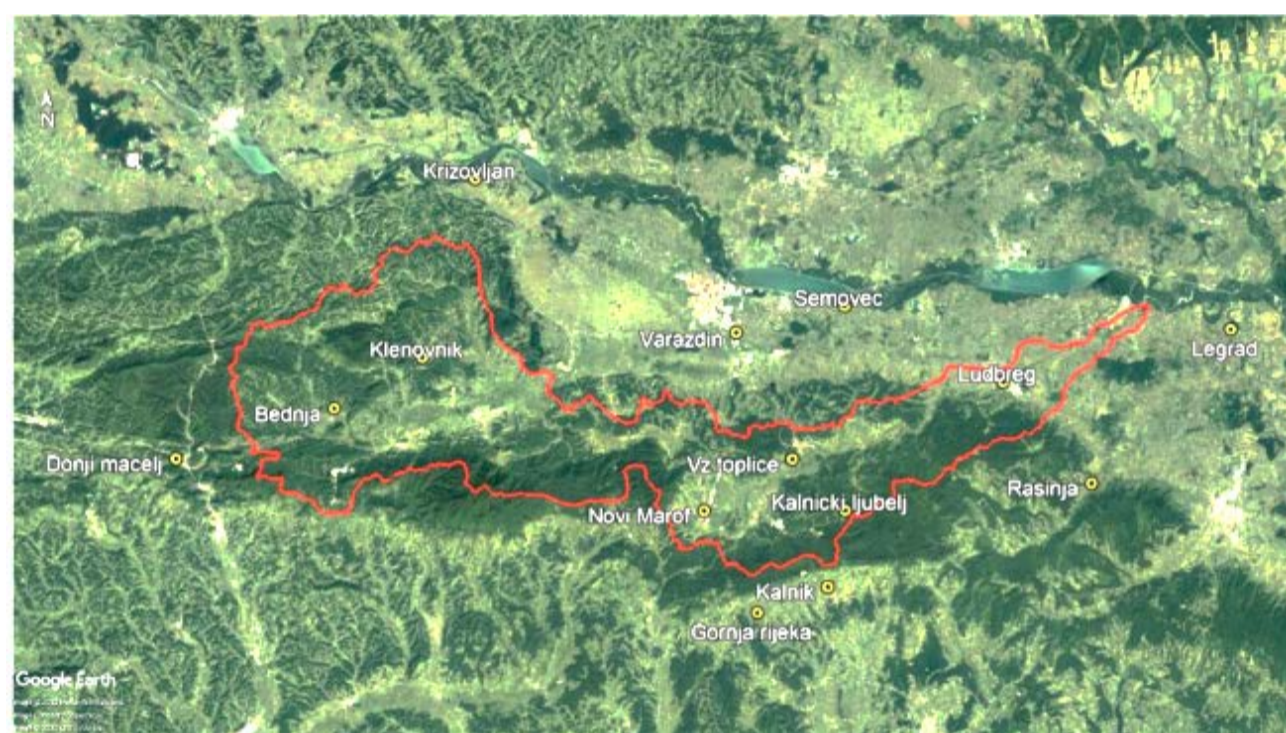 N
Krizovljan
Semovec
Varazdin
Legrad
Klenovnik
Ludbreg
Bednja
Donji macelj
Vz toplice
Rasinja
Kalnicki ljubelj
Novi Marof
Kalnik
Gornja rijeka
Google Earth